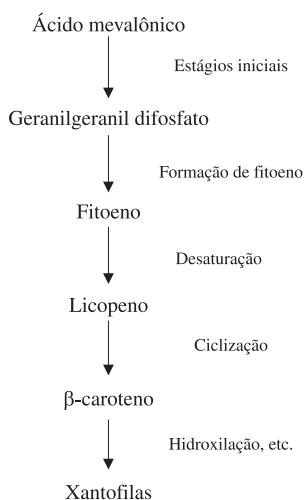 Ácido mevalônico
Estágios iniciais
Geranilgeranil difosfato
Formação de fitoeno
Fitoeno
Desaturação
Licopeno
Ciclização
β-caroteno
Hidroxilação, etc.
Xantofilas